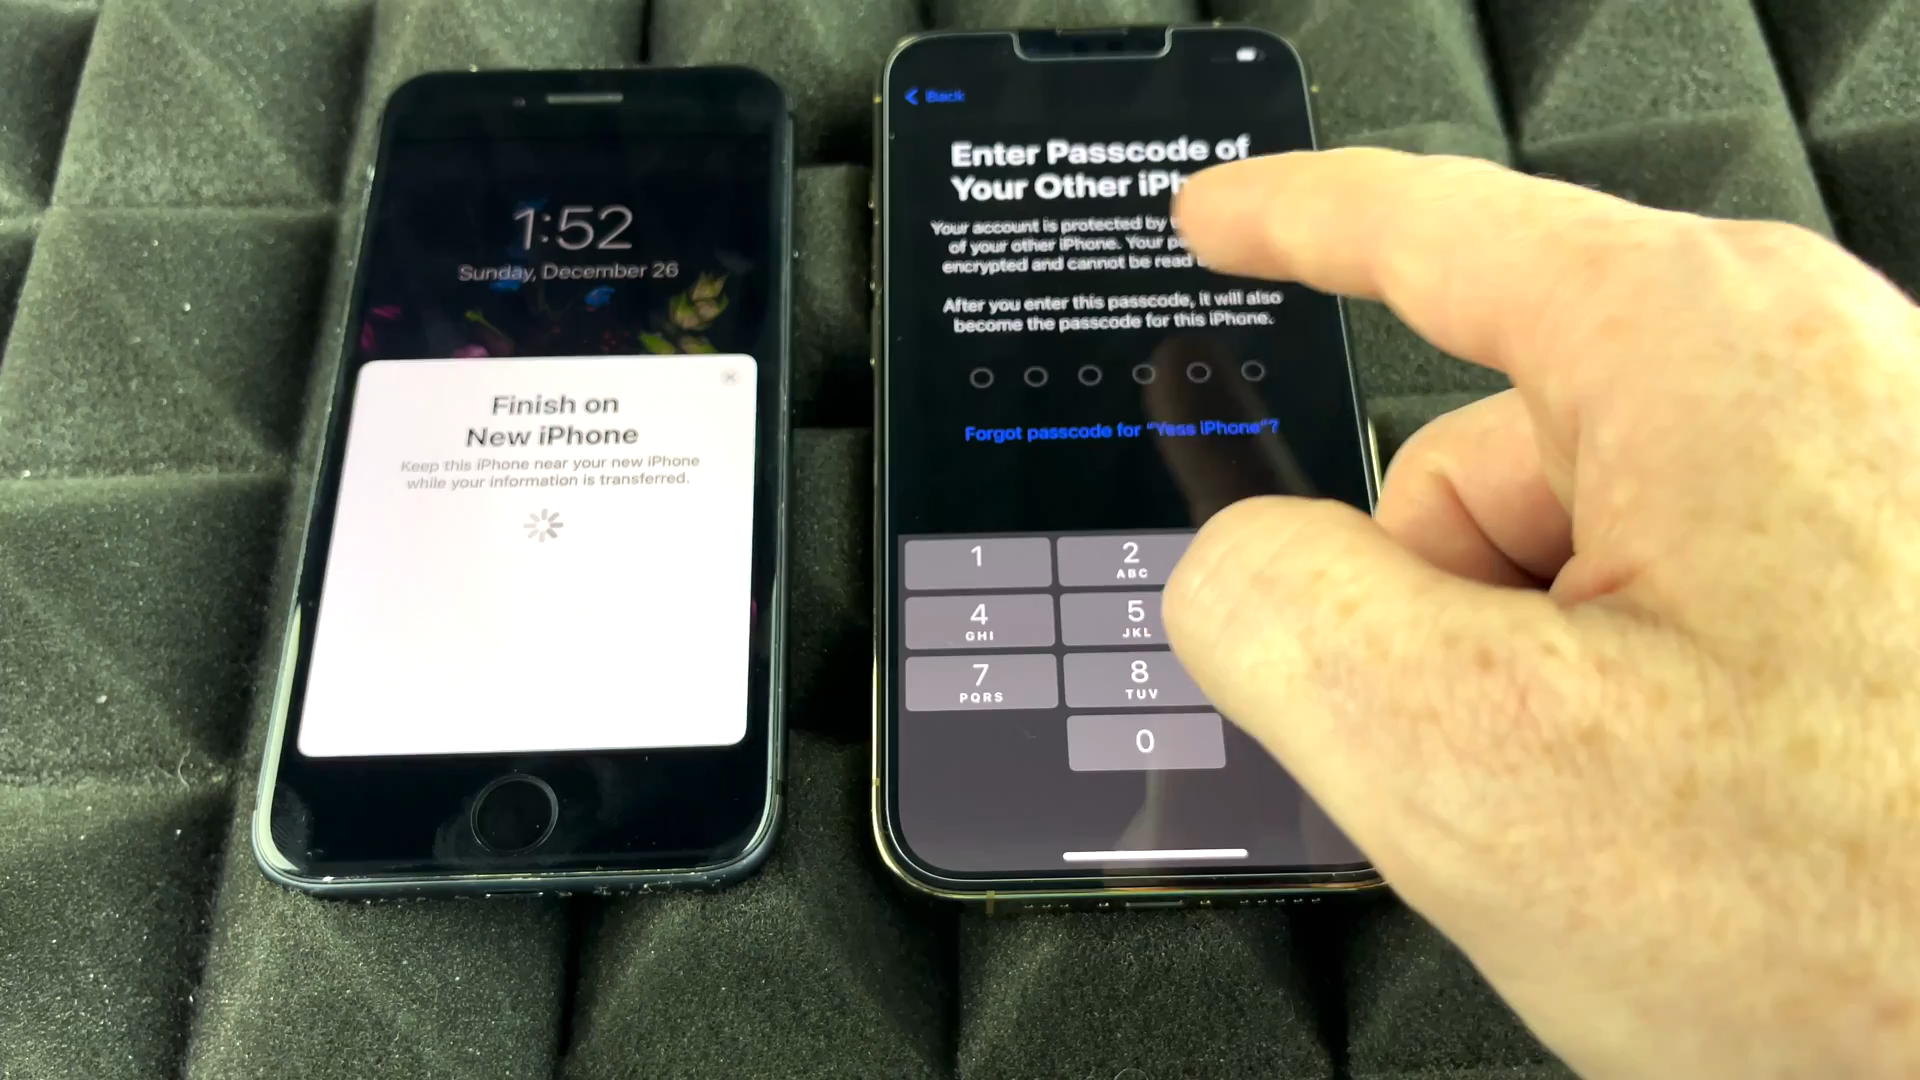 1:52
Sunday, December 26
Finish on
New iPhone
Keep this iPhone near your new iPhone
while your information is transferred.
Back
Enter Passcode of
Your Other iPh
Your account is protected by
of your other iPhone. Your
encrypted and cannot be read
After you enter this passcode, it will also
become the passcode for this iPhone.
Forgot passcode for "Yess iPhone"?
1
2
ABC
4
GHI
5
JKL
7
PQRS
8
TUV
0